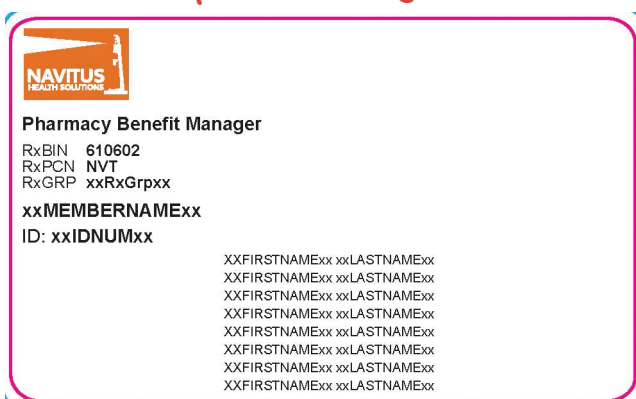 NAVITUS
HEALTH SOLUTIONS
Pharmacy Benefit Manager
RxBIN 610602
RxPCN NVT
RxGRP xxRxGrpxx
xxMEMBERNAMExx
ID: xxIDNUMxx
XXFIRSTNAMExx xxLASTNAMExx
XXFIRSTNAMExx xxLASTNAMExx
XXFIRSTNAMExx xxLASTNAMExx
XXFIRSTNAMExx xxLASTNAMExx
XXFIRSTNAMExx xxLASTNAMExx
XXFIRSTNAMExx xxLASTNAMExx
XXFIRSTNAMExx xxLASTNAMExx
XXFIRSTNAMExx xxLASTNAMExx